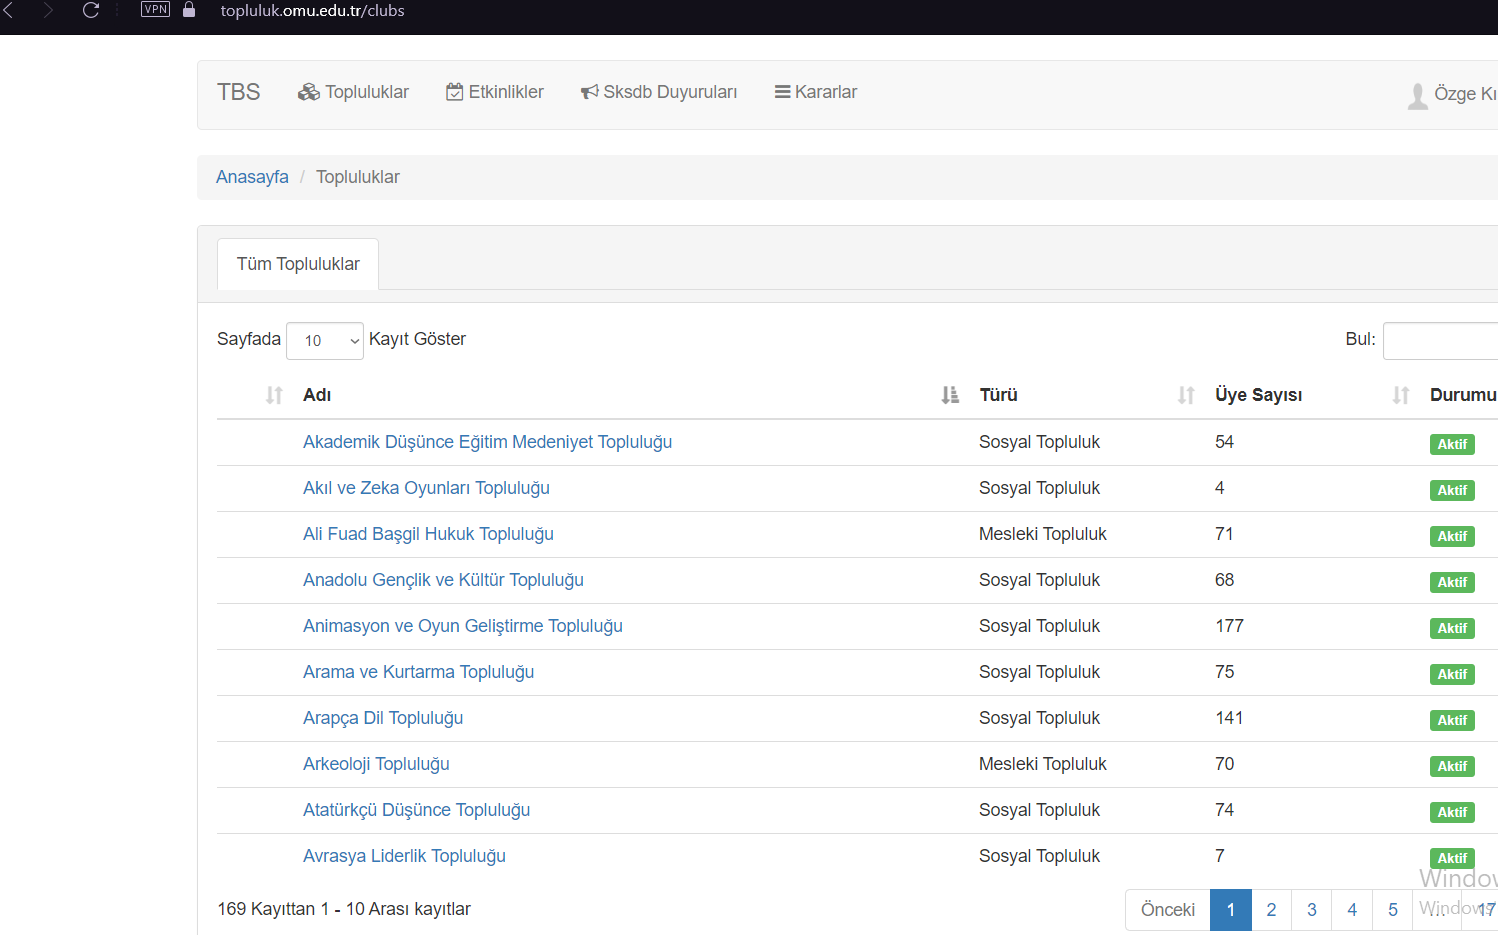 VPN topluluk.omu.edu.tr/clubs
TBS Topluluklar Etkinlikler Sksdb Duyuruları Kararlar Özge
Anasayfa / Topluluklar
Tüm Topluluklar
Sayfada 10 Kayıt Göster Bul:
Adı Türü Üye Sayısı Durumu
Akademik Düşünce Eğitim Medeniyet Topluluğu Sosyal Topluluk 54 Aktif
Akıl ve Zeka Oyunları Topluluğu Sosyal Topluluk 4 Aktif
Ali Fuad Başgil Hukuk Topluluğu Mesleki Topluluk 71 Aktif
Anadolu Gençlik ve Kültür Topluluğu Sosyal Topluluk 68 Aktif
Animasyon ve Oyun Geliştirme Topluluğu Sosyal Topluluk 177 Aktif
Arama ve Kurtarma Topluluğu Sosyal Topluluk 75 Aktif
Arapça Dil Topluluğu Sosyal Topluluk 141 Aktif
Arkeoloji Topluluğu Mesleki Topluluk 70 Aktif
Atatürkçü Düşünce Topluluğu Sosyal Topluluk 74 Aktif
Avrasya Liderlik Topluluğu Sosyal Topluluk 7 Aktif
Window
169 Kayıttan 1 - 10 Arası kayıtlar Önceki 1 2 3 4 5 ... 17
Windows'